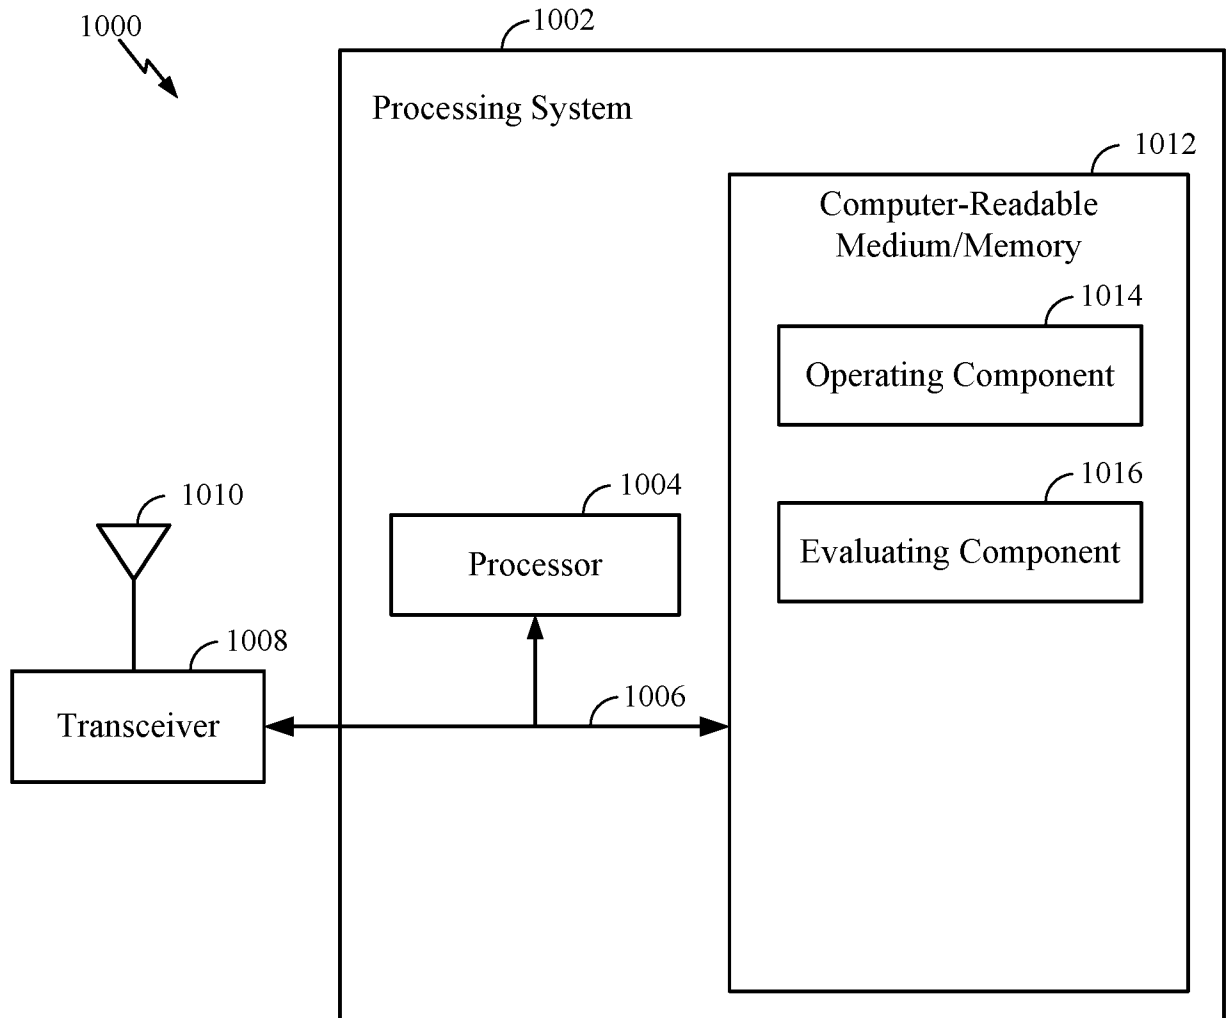 1000
1002
Processing System
1012
Computer-Readable
Medium/Memory
1014
Operating Component
1016
Evaluating Component
1004
Processor
1010
1008
Transceiver
1006